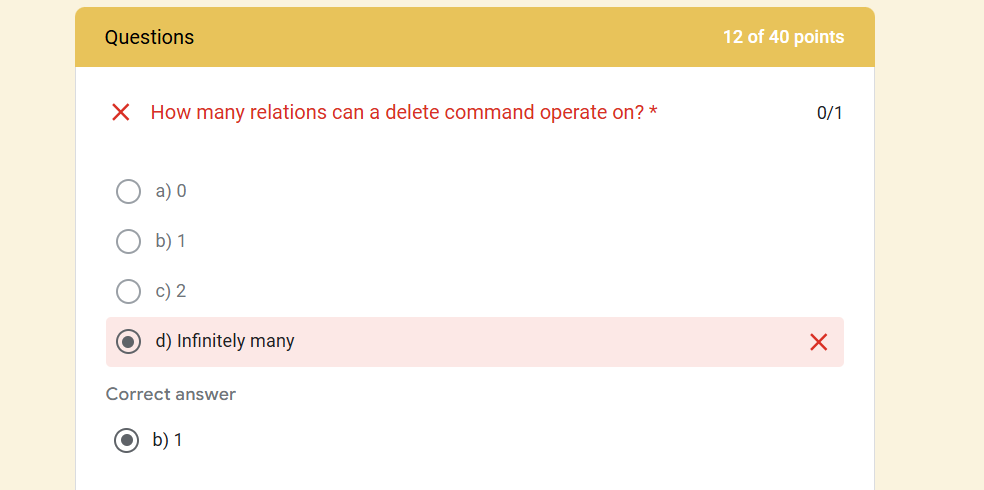 Questions 12 of 40 points
How many relations can a delete command operate on? * 0/1
a) 0
b) 1
c) 2
d) Infinitely many
Correct answer
b) 1